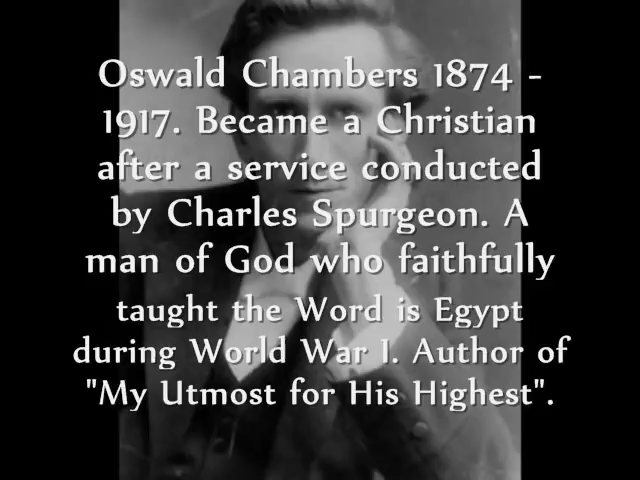 Oswald Chambers 1874 -
1917. Became a Christian
after a service conducted
by Charles Spurgeon. A
man of God who faithfully
taught the Word is Egypt
during World War I. Author of
"My Utmost for His Highest".